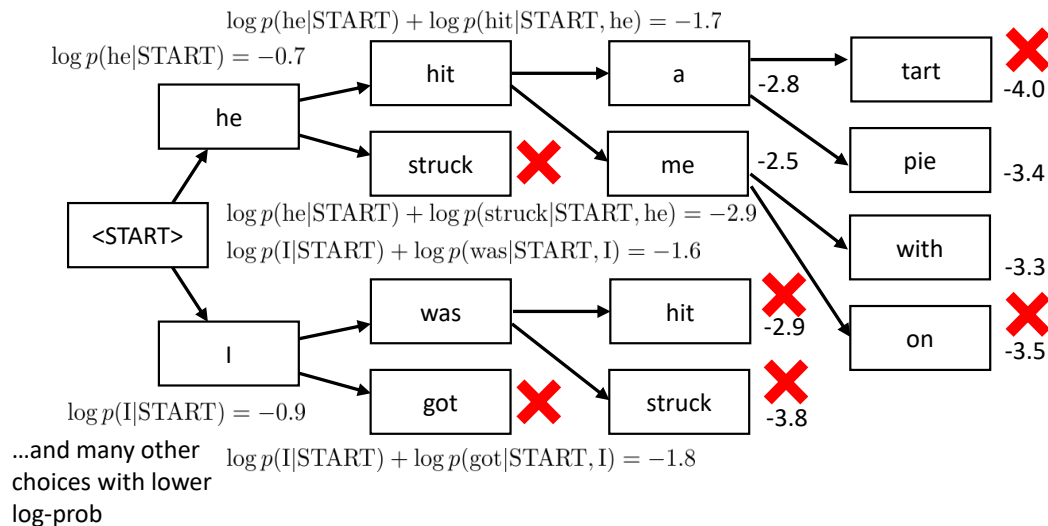 log p(he|START) + log p(hit|START, he) = −1.7
log p(he|START) = −0.7
hit
a
tart
-4.0
-2.8
he
struck
me
-2.5
pie
-3.4
log p(he|START) + log p(struck|START, he) = −2.9
<START>
log p(I|START) + log p(was|START, I) = −1.6
with
-3.3
was
hit
-2.9
on
-3.5
I
got
struck
-3.8
log p(I|START) = −0.9
log p(I|START) + log p(got|START, I) = −1.8
...and many other
choices with lower
log-prob